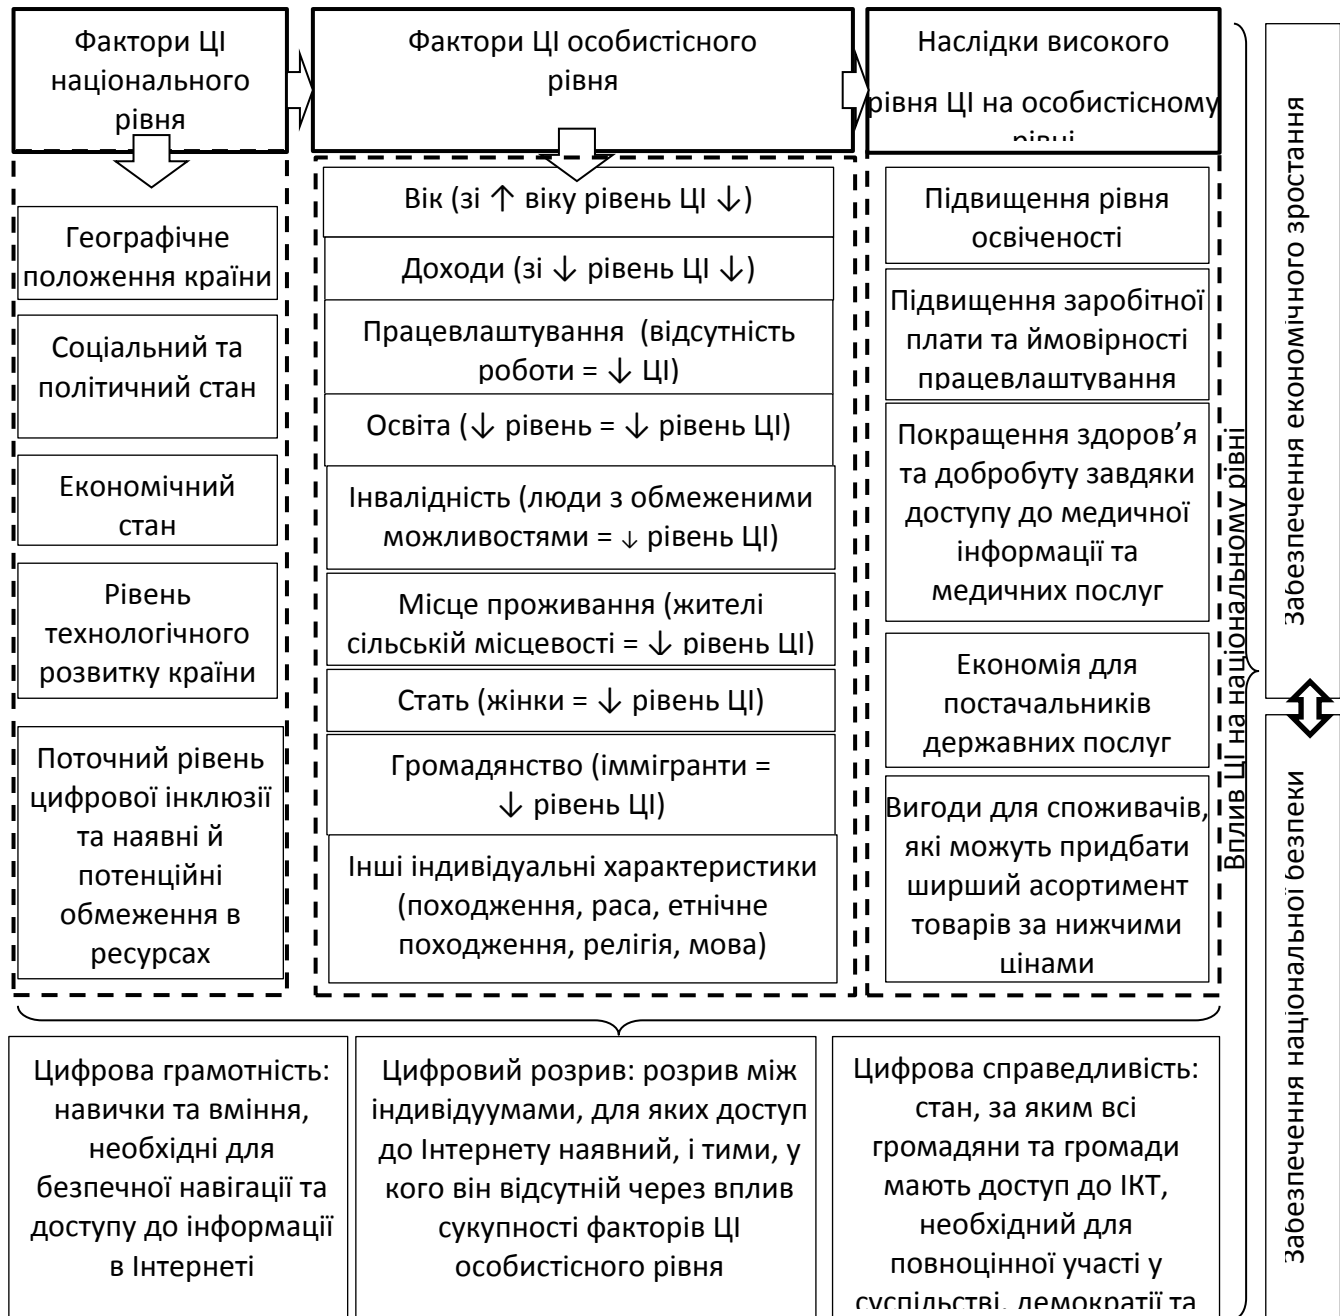 Фактори ЦІ
національного
рівня
Фактори ЦІ особистісного
рівня
Наслідки високого
рівня ЦІ на особистісному
рівні
Географічне
положення країни
Соціальний та
політичний стан
Економічний
стан
Рівень
технологічного
розвитку країни
Поточний рівень
цифрової інклюзії
та наявні й
потенційні
обмеження в
ресурсах
Вік (зі ↑ віку рівень ЦІ ↓)
Доходи (зі ↓ рівень ЦІ ↓)
Працевлаштування (відсутність
роботи = ↓ ЦІ)
Освіта (↓ рівень = ↓ рівень ЦІ)
Інвалідність (люди з обмеженими
можливостями = ↓ рівень ЦІ)
Місце проживання (жителі
сільській місцевості = ↓ рівень ЦІ)
Стать (жінки = ↓ рівень ЦІ)
Громадянство (іммігранти =
↓ рівень ЦІ)
Інші індивідуальні характеристики
(походження, раса, етнічне
походження, релігія, мова)
Підвищення рівня
освіченості
Підвищення заробітної
плати та ймовірності
працевлаштування
Покращення здоров’я
та добробуту завдяки
доступу до медичної
інформації та
медичних послуг
Економія для
постачальників
державних послуг
Вигоди для споживачів,
які можуть придбати
ширший асортимент
товарів за нижчими
цінами
Вплив ЦІ на національному рівні
Забезпечення економічного зростання
Забезпечення національної безпеки
Цифрова грамотність:
навички та вміння,
необхідні для
безпечної навігації та
доступу до інформації
в Інтернеті
Цифровий розрив: розрив між
індивідуумами, для яких доступ
до Інтернету наявний, і тими, у
кого він відсутній через вплив
сукупності факторів ЦІ
особистісного рівня
Цифрова справедливість:
стан, за яким всі
громадяни та громади
мають доступ до ІКТ,
необхідний для
повноцінної участі у
суспільстві, демократії та